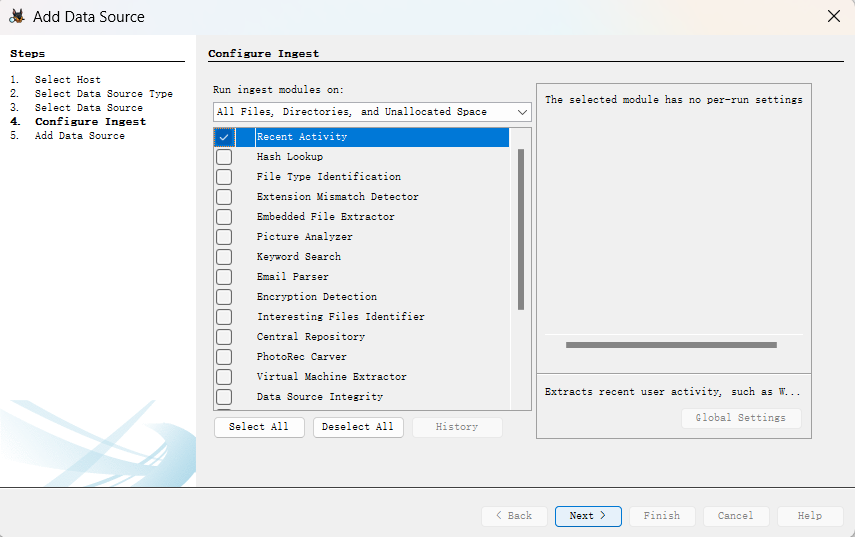 Add Data Source
Steps
1. Select Host
2. Select Data Source Type
3. Select Data Source
4. Configure Ingest
5. Add Data Source
Configure Ingest
Run ingest modules on:
All Files, Directories, and Unallocated Space
Recent Activity
Hash Lookup
File Type Identification
Extension Mismatch Detector
Embedded File Extractor
Picture Analyzer
Keyword Search
Email Parser
Encryption Detection
Interesting Files Identifier
Central Repository
PhotoRec Carver
Virtual Machine Extractor
Data Source Integrity
Select All
Deselect All
History
The selected module has no per-run settings
Extracts recent user activity, such as W...
Global Settings
< Back
Next >
Finish
Cancel
Help